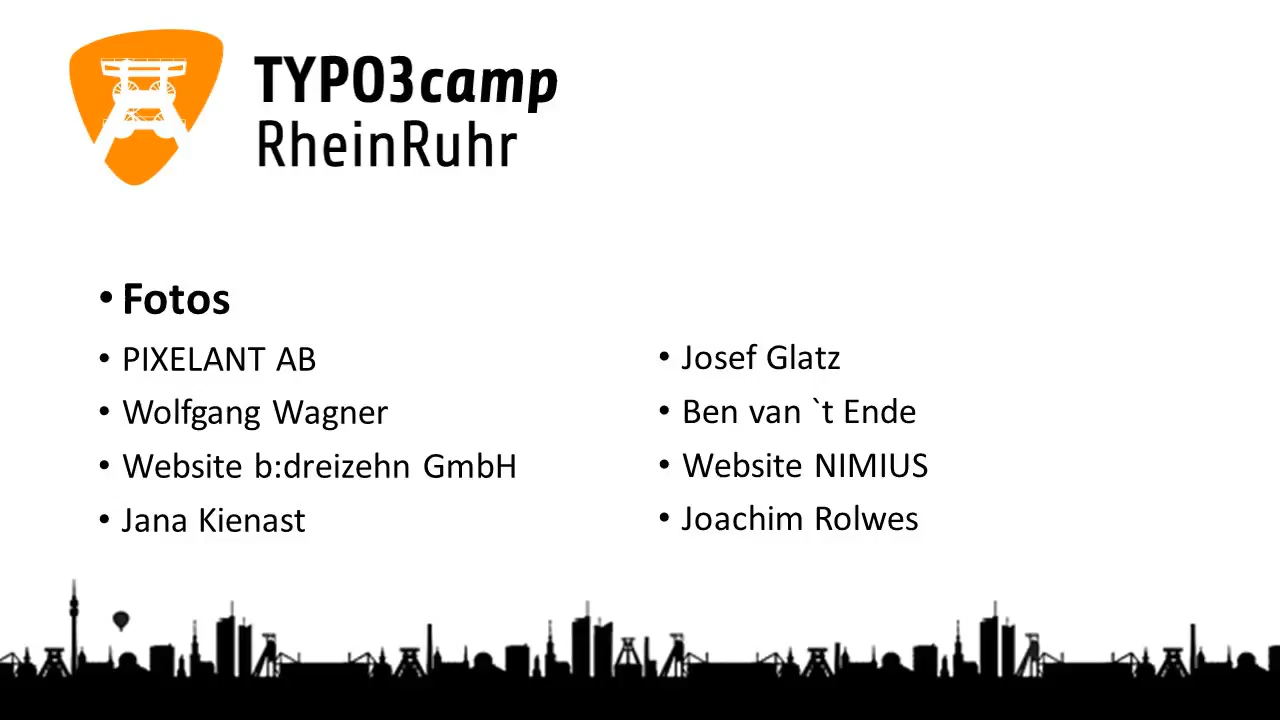 TYPO3camp
RheinRuhr
• Fotos
• PIXELANT AB
• Wolfgang Wagner
• Website b:dreizehn GmbH
• Jana Kienast
• Josef Glatz
• Ben van `t Ende
• Website NIMIUS
• Joachim Rolwes